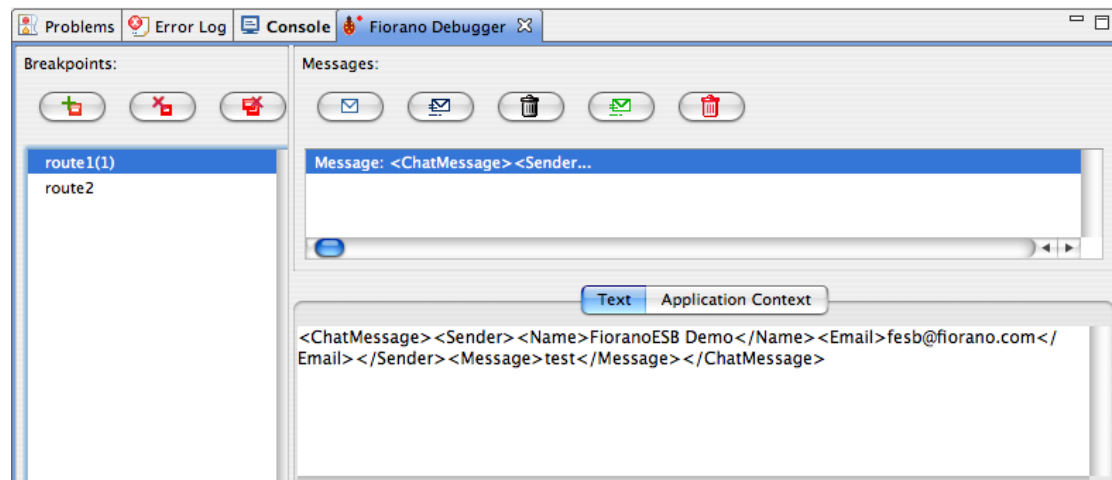 Problems Error Log Console Fiorano Debugger
Breakpoints:
Messages:
route1(1)
route2
Message: <ChatMessage><Sender...
Text Application Context
<ChatMessage><Sender><Name>FioranoESB Demo</Name><Email>fesb@fiorano.com</
Email></Sender><Message>test</Message></ChatMessage>